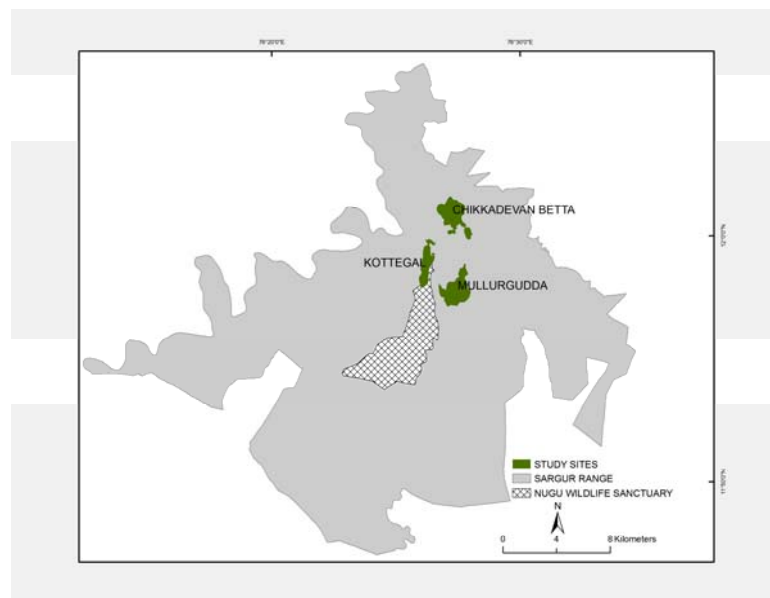 76°20'0"E 76°30'0"E
CHIKKADEVAN BETTA
KOTTEGAL
MULLURGUDDA
STUDY SITES
SARGUR RANGE
NUGU WILDLIFE SANCTUARY
N
0 4 8 Kilometers